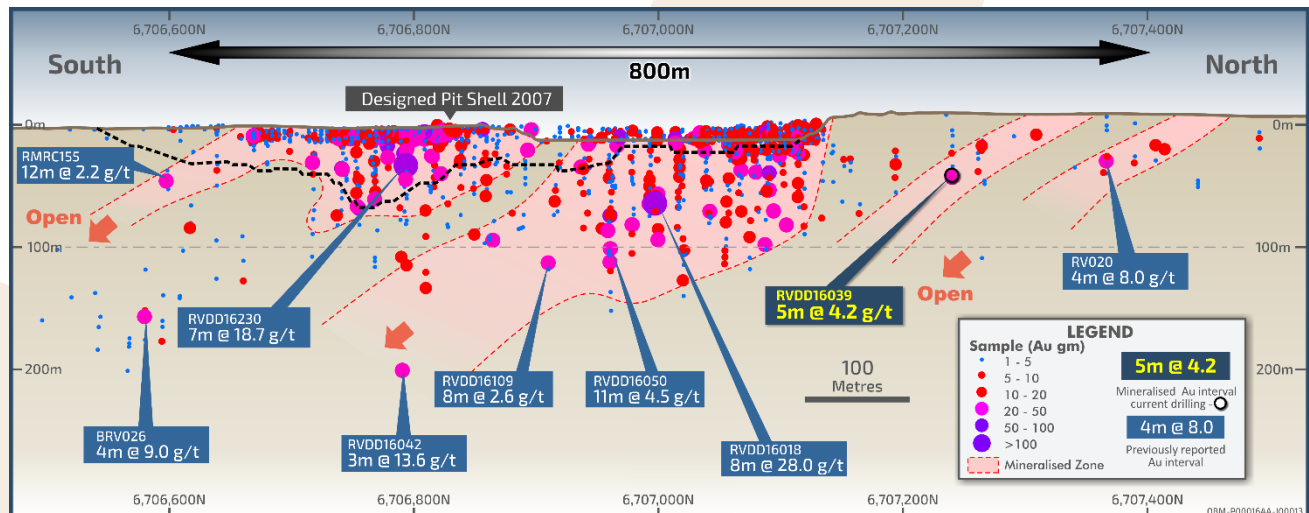 6,706,600N 6,706,800N 6,707,000N 6,707,200N 6,707,400N
South
North
800m
Designed Pit Shell 2007
0m
0m
RMRC155
12m @ 2.2 g/t
Open
100m
100m
RV020
4m @ 8.0 g/t
RVDD16039
5m @ 4.2 g/t
Open
RVDD16230
7m @ 18.7 g/t
200m
200m
RVDD16109
8m @ 2.6 g/t
RVDD16050
11m @ 4.5 g/t
100
Metres
BRV026
4m @ 9.0 g/t
RVDD16042
3m @ 13.6 g/t
RVDD16018
8m @ 28.0 g/t
LEGEND
Sample (Au gm)
1 - 5
5 - 10
10 - 20
20 - 50
50 - 100
>100
Mineralised Zone
5m @ 4.2
Mineralised Au interval
current drilling -
4m @ 8.0
Previously reported
Au interval
6,706,600N 6,706,800N 6,707,000N 6,707,200N 6,707,400N
OBM-P00016AA-J00013